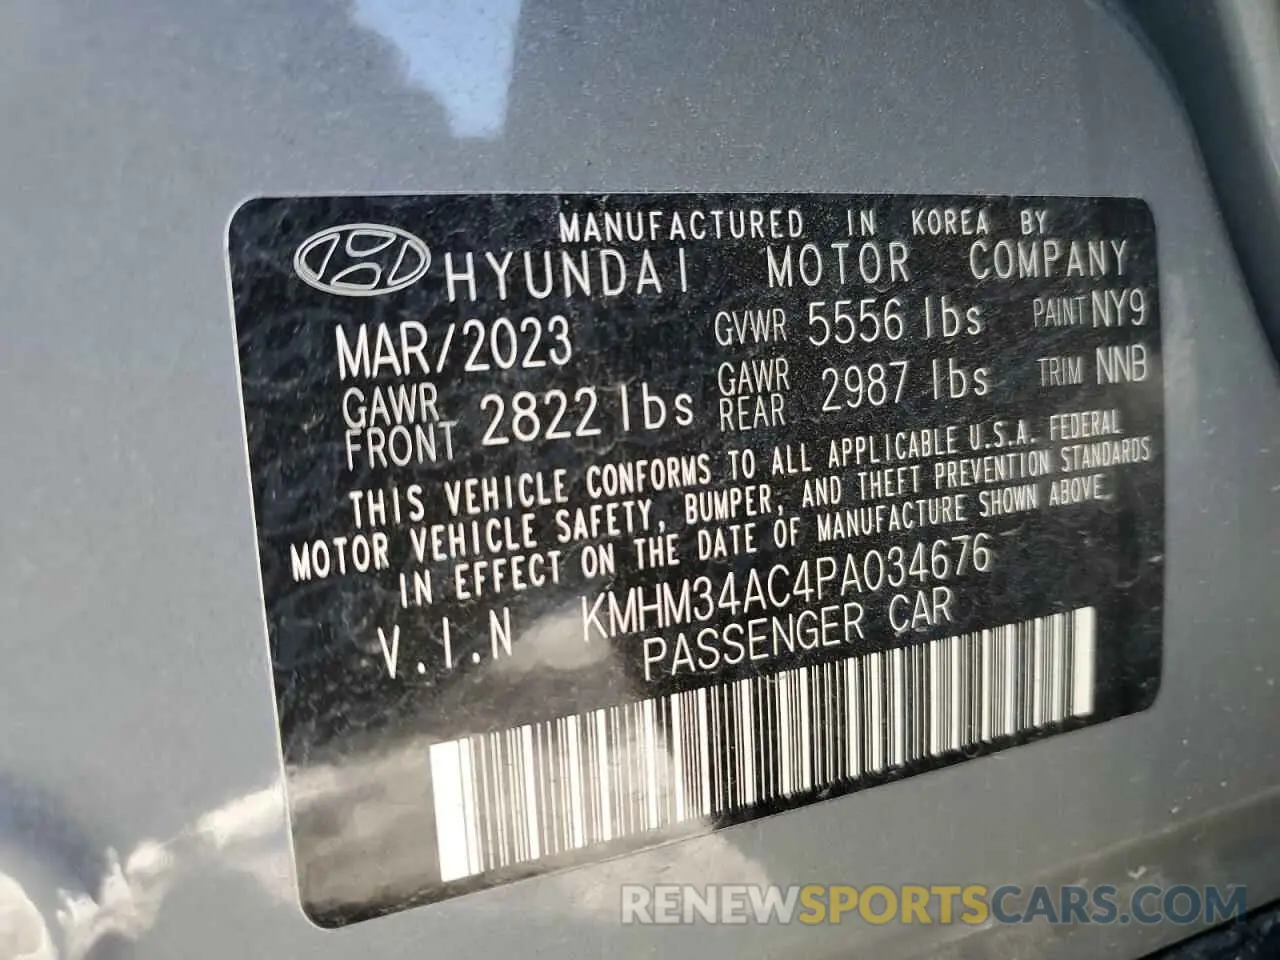 MANUFACTURED IN KOREA BY
HYUNDAI MOTOR COMPANY
MAR/2023 GVWR 5556 lbs PAINT NY9
GAWR FRONT 2822 lbs GAWR REAR 2987 lbs TRIM NNB
THIS VEHICLE CONFORMS TO ALL APPLICABLE U.S.A. FEDERAL
MOTOR VEHICLE SAFETY, BUMPER, AND THEFT PREVENTION STANDARDS
IN EFFECT ON THE DATE OF MANUFACTURE SHOWN ABOVE
V.I.N KMHM34AC4PA034676
PASSENGER CAR
RENEWSPORTSCARS.COM